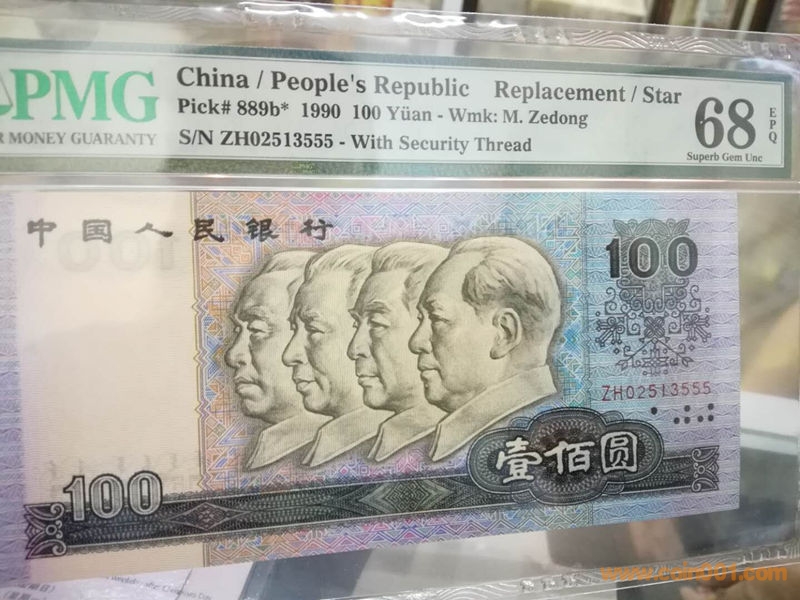 PMG
China / People's Republic Replacement / Star
Pick# 889b* 1990 100 Yüan - Wmk: M. Zedong
MONEY GUARANTY
S/N ZH02513555 - With Security Thread
68
EPQ
Superb Gem Unc
中国人民银行
100
ZH02513555
壹佰圆
100
www.coin001.com